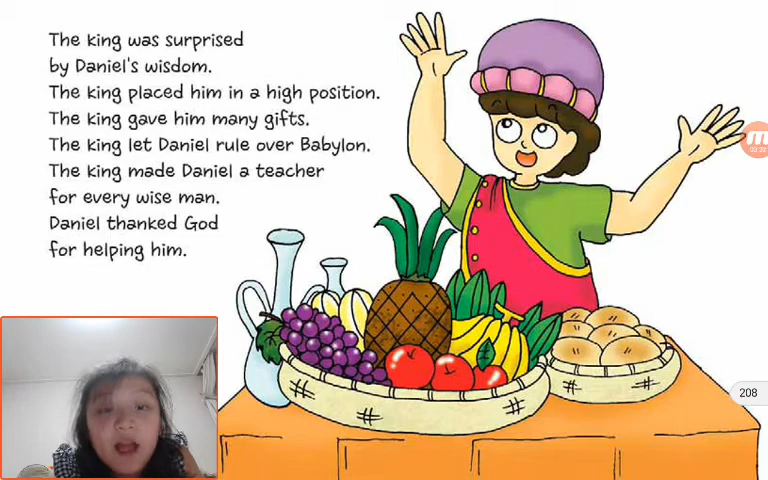 The king was surprised
by Daniel's wisdom.
The king placed him in a high position.
The king gave him many gifts.
The king let Daniel rule over Babylon.
The king made Daniel a teacher
for every wise man.
Daniel thanked God
for helping him.
208